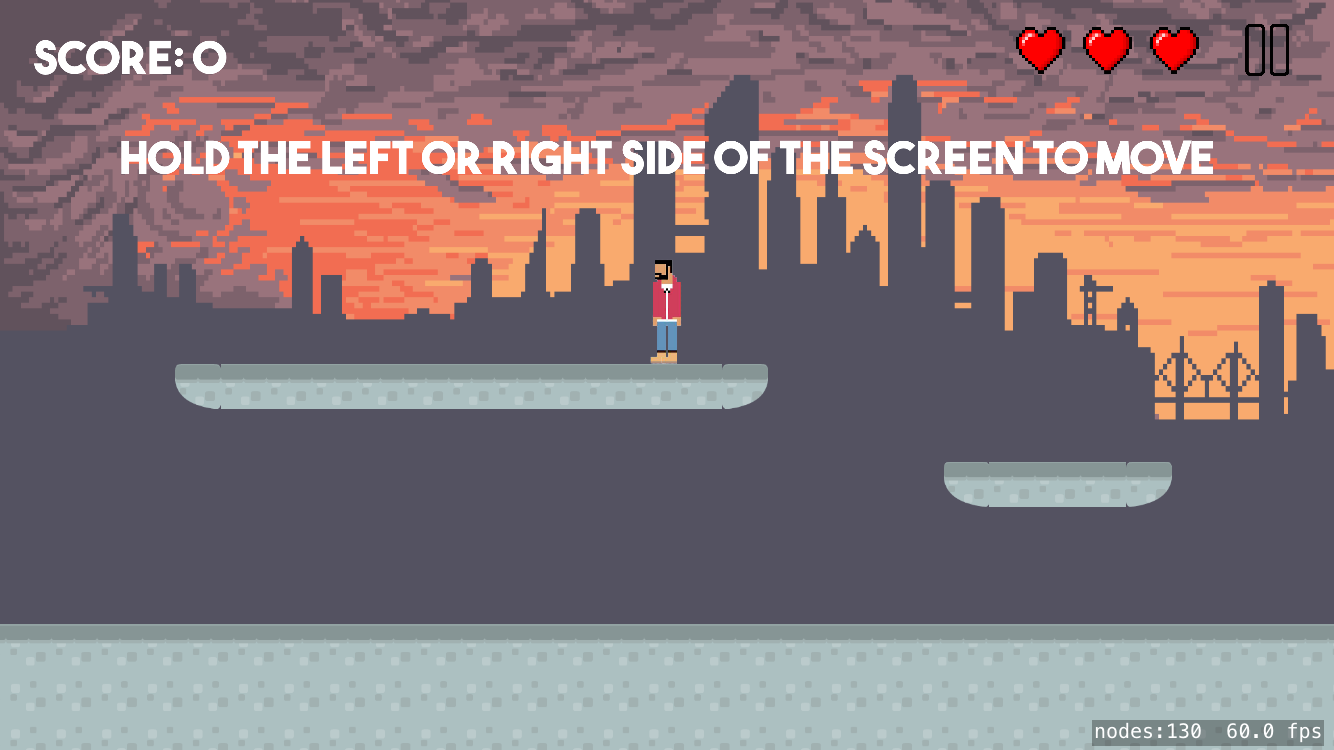 SCORE: 0
HOLD THE LEFT OR RIGHT SIDE OF THE SCREEN TO MOVE
nodes:130 60.0 fps